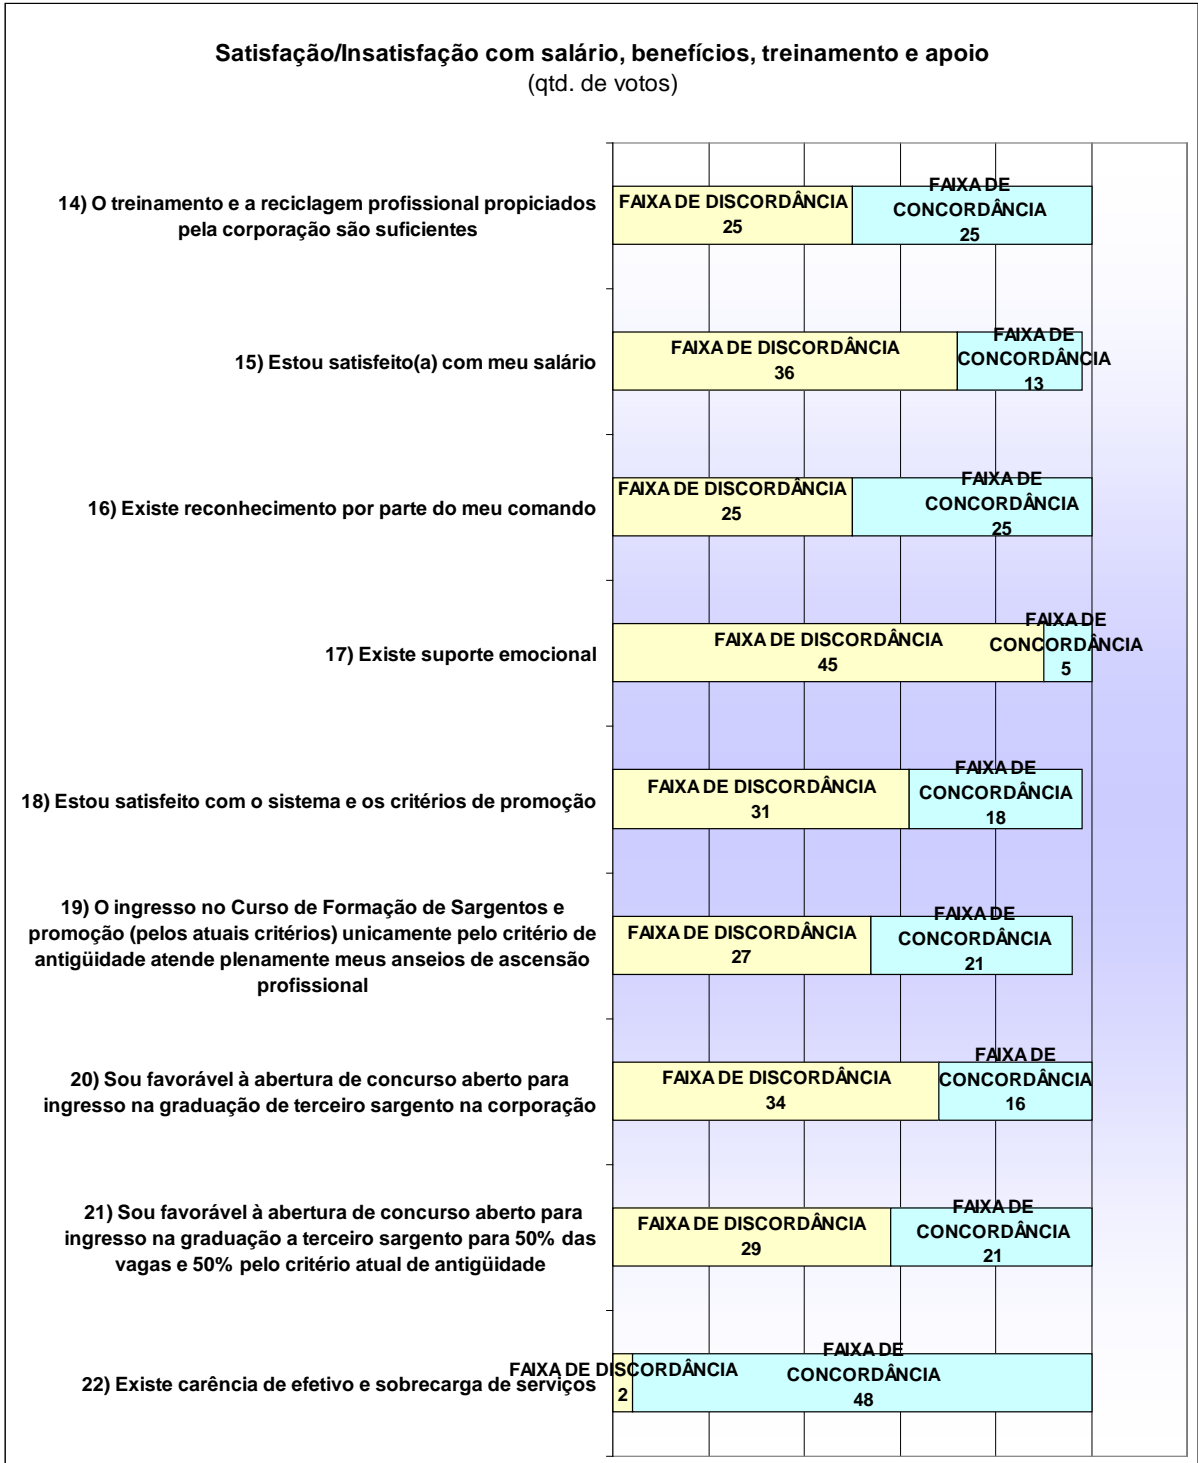 Satisfação/Insatisfação com salário, benefícios, treinamento e apoio
(qtd. de votos)
14) O treinamento e a reciclagem profissional propiciados
pela corporação são suficientes
FAIXA DE DISCORDÂNCIA
25
FAIXA DE
CONCORDÂNCIA
25
15) Estou satisfeito(a) com meu salário
FAIXA DE DISCORDÂNCIA
36
FAIXA DE
CONCORDÂNCIA
13
16) Existe reconhecimento por parte do meu comando
FAIXA DE DISCORDÂNCIA
25
FAIXA DE
CONCORDÂNCIA
25
17) Existe suporte emocional
FAIXA DE DISCORDÂNCIA
45
FAIXA DE
CONCORDÂNCIA
5
18) Estou satisfeito com o sistema e os critérios de promoção
FAIXA DE DISCORDÂNCIA
31
FAIXA DE
CONCORDÂNCIA
18
19) O ingresso no Curso de Formação de Sargentos e
promoção (pelos atuais critérios) unicamente pelo critério de
antigüidade atende plenamente meus anseios de ascensão
profissional
FAIXA DE DISCORDÂNCIA
27
FAIXA DE
CONCORDÂNCIA
21
20) Sou favorável à abertura de concurso aberto para
ingresso na graduação de terceiro sargento na corporação
FAIXA DE DISCORDÂNCIA
34
FAIXA DE
CONCORDÂNCIA
16
21) Sou favorável à abertura de concurso aberto para
ingresso na graduação a terceiro sargento para 50% das
vagas e 50% pelo critério atual de antigüidade
FAIXA DE DISCORDÂNCIA
29
FAIXA DE
CONCORDÂNCIA
21
22) Existe carência de efetivo e sobrecarga de serviços
FAIXA DE DISCORDÂNCIA
2
FAIXA DE
CONCORDÂNCIA
48